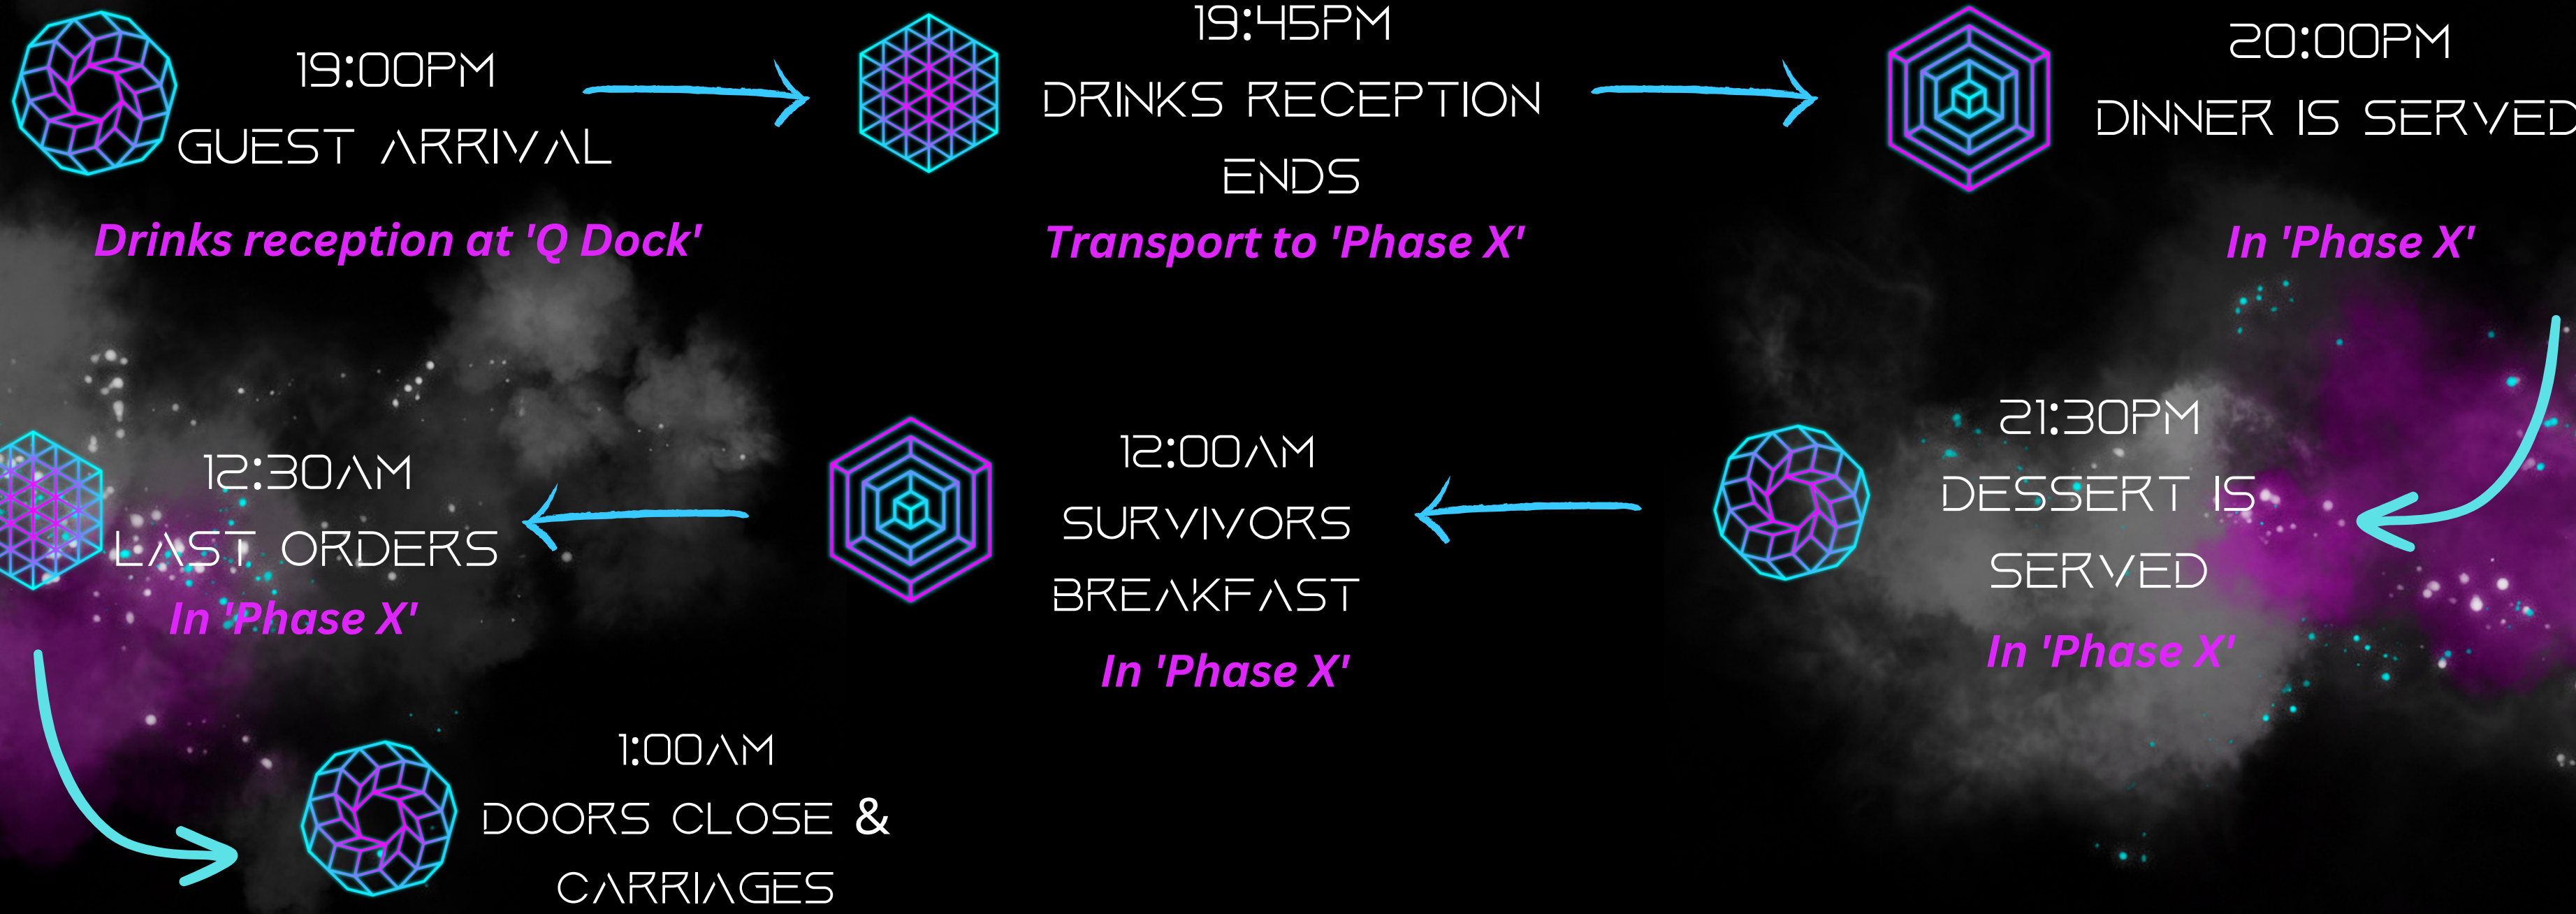 19:00PM
GUEST ARRIVAL
Drinks reception at 'Q Dock'
19:45PM
DRINKS RECEPTION
ENDS
Transport to 'Phase X'
20:00PM
DINNER IS SERVED
In 'Phase X'
21:30PM
DESSERT IS
SERVED
In 'Phase X'
12:00AM
SURVIVORS
BREAKFAST
In 'Phase X'
12:30AM
LAST ORDERS
In 'Phase X'
1:00AM
DOORS CLOSE &
CARRIAGES